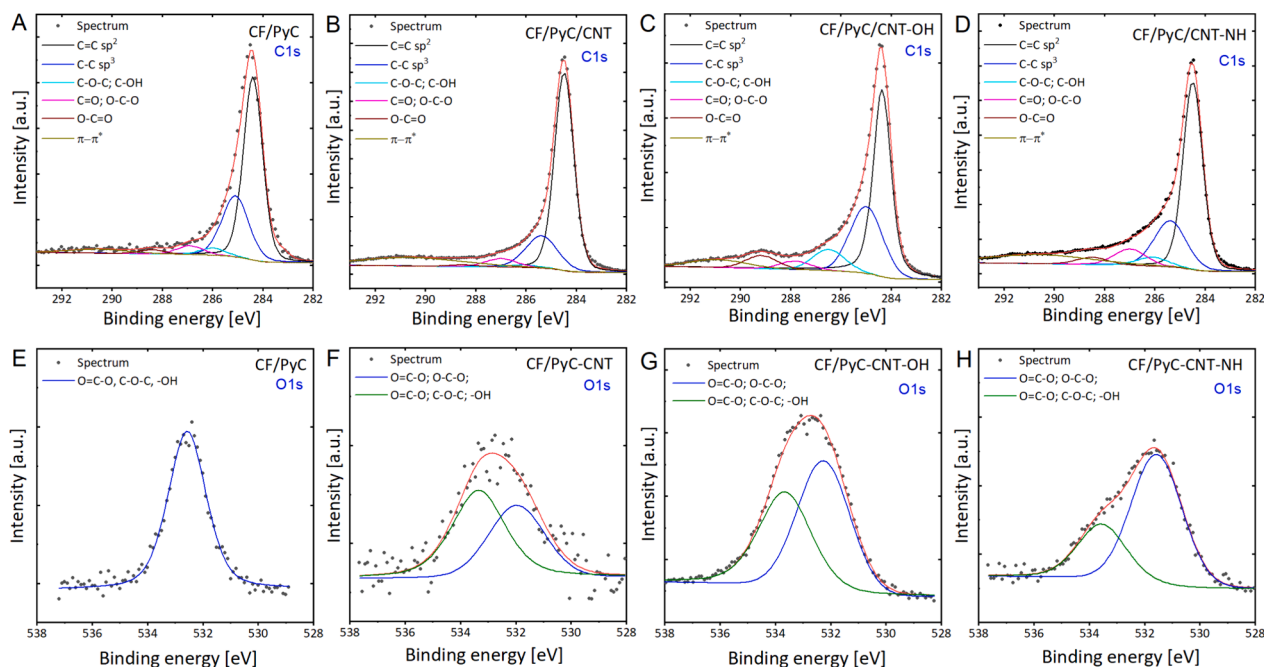 A
Spectrum
C=C sp²
C-C sp³
C-O-C; C-OH
C=O; O-C-O
O-C=O
π−π*
CF/PyC
C1s
Intensity [a.u.]
292 290 288 286 284 282
Binding energy [eV]
B
Spectrum
C=C sp²
C-C sp³
C-O-C; C-OH
C=O; O-C-O
O-C=O
π−π*
CF/PyC/CNT
C1s
Intensity [a.u.]
292 290 288 286 284 282
Binding energy [eV]
C
Spectrum
C=C sp²
C-C sp³
C-O-C; C-OH
C=O; O-C-O
O-C=O
π−π*
CF/PyC/CNT-OH
C1s
Intensity [a.u.]
292 290 288 286 284 282
Binding energy [eV]
D
Spectrum
C=C sp²
C-C sp³
C-O-C; C-OH
C=O; O-C-O
O-C=O
π−π*
CF/PyC/CNT-NH
C1s
Intensity [a.u.]
292 290 288 286 284 282
Binding energy [eV]
E
Spectrum
O=C-O, C-O-C, -OH
CF/PyC
O1s
Intensity [a.u.]
538 536 534 532 530 528
Binding energy [eV]
F
Spectrum
O=C-O; O-C-O;
O=C-O; C-O-C; -OH
CF/PyC-CNT
O1s
Intensity [a.u.]
538 536 534 532 530 528
Binding energy [eV]
G
Spectrum
O=C-O; O-C-O;
O=C-O; C-O-C; -OH
CF/PyC-CNT-OH
O1s
Intensity [a.u.]
538 536 534 532 530 528
Binding energy [eV]
H
Spectrum
O=C-O; O-C-O;
O=C-O; C-O-C; -OH
CF/PyC-CNT-NH
O1s
Intensity [a.u.]
538 536 534 532 530 528
Binding energy [eV]